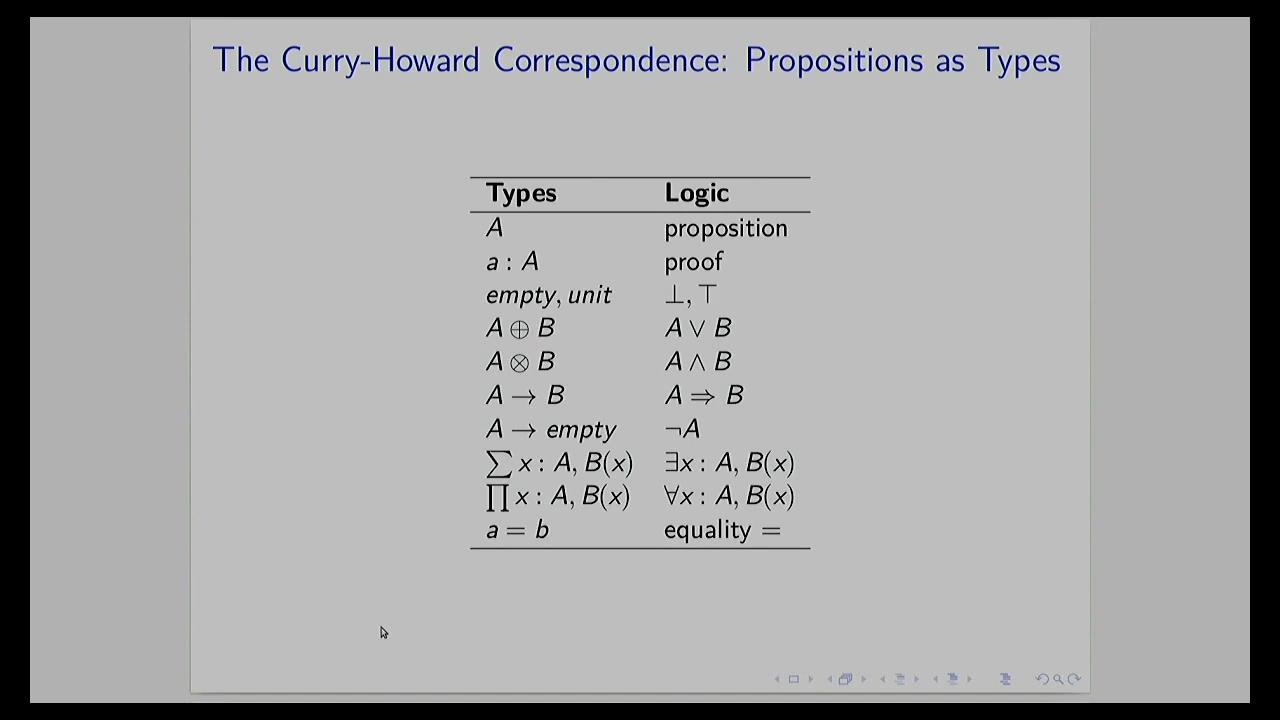 The Curry-Howard Correspondence: Propositions as Types
Types Logic
A proposition
a : A proof
empty, unit ⊥, ⊤
A ⊕ B A ∨ B
A ⊗ B A ∧ B
A → B A ⇒ B
A → empty ¬A
∑ x : A, B(x) ∃x : A, B(x)
∏ x : A, B(x) ∀x : A, B(x)
a = b equality =